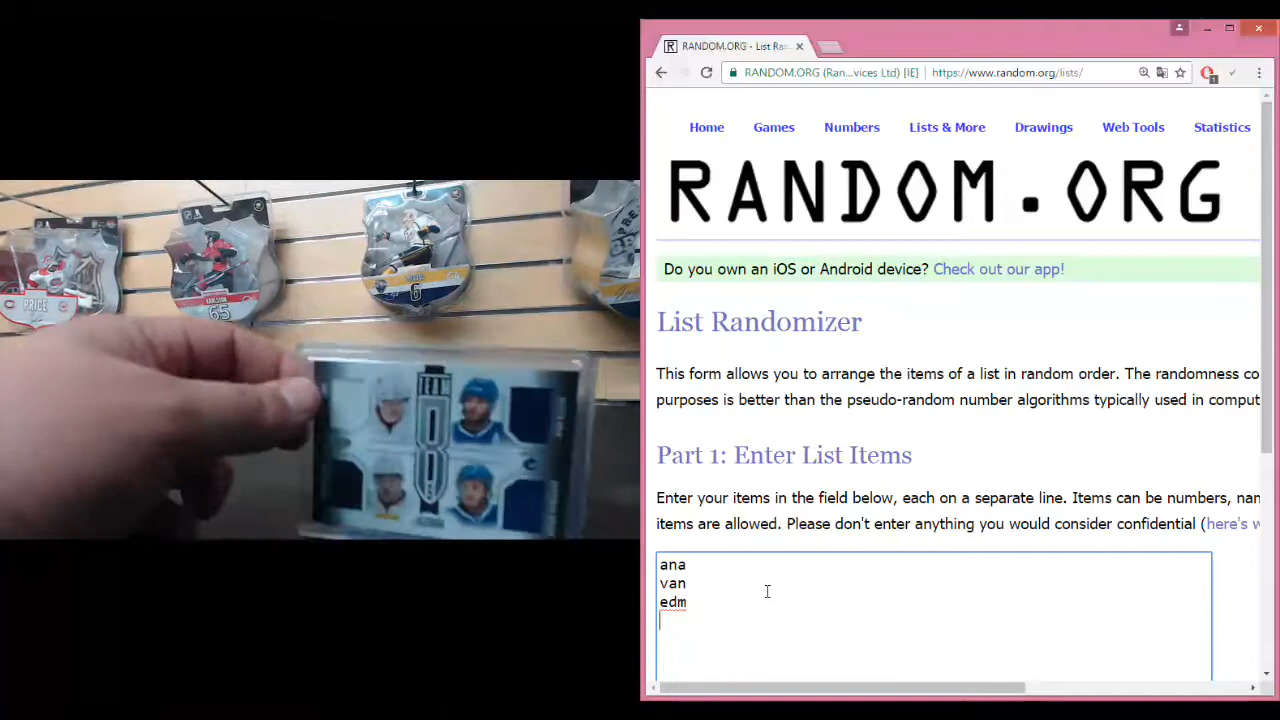 PRICE
KARLSSON
65
6
TEAM
RANDOM.ORG - List Ra
RANDOM.ORG (Ran...vices Ltd) [IE]
https://www.random.org/lists/
Home Games Numbers Lists & More Drawings Web Tools Statistics
RANDOM.ORG
Do you own an iOS or Android device? Check out our app!
List Randomizer
This form allows you to arrange the items of a list in random order. The randomness co
purposes is better than the pseudo-random number algorithms typically used in comput
Part 1: Enter List Items
Enter your items in the field below, each on a separate line. Items can be numbers, nam
items are allowed. Please don't enter anything you would consider confidential (here's w
ana
van
edm